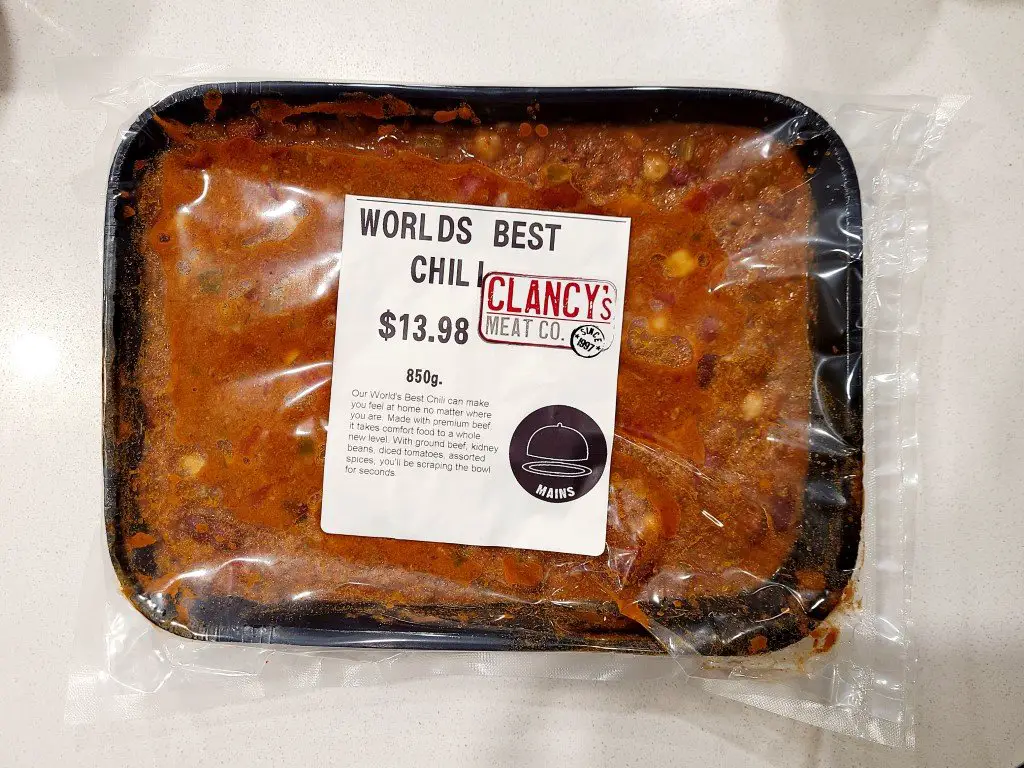 WORLDS BEST
CHILI
$13.98
CLANCY's
MEAT CO.
SINCE
1997
850g.
Our World's Best Chili can make
you feel at home no matter where
you are. Made with premium beef,
it takes comfort food to a whole
new level. With ground beef, kidney
beans, diced tomatoes, assorted
spices, you'll be scraping the bowl
for seconds.
MAINS